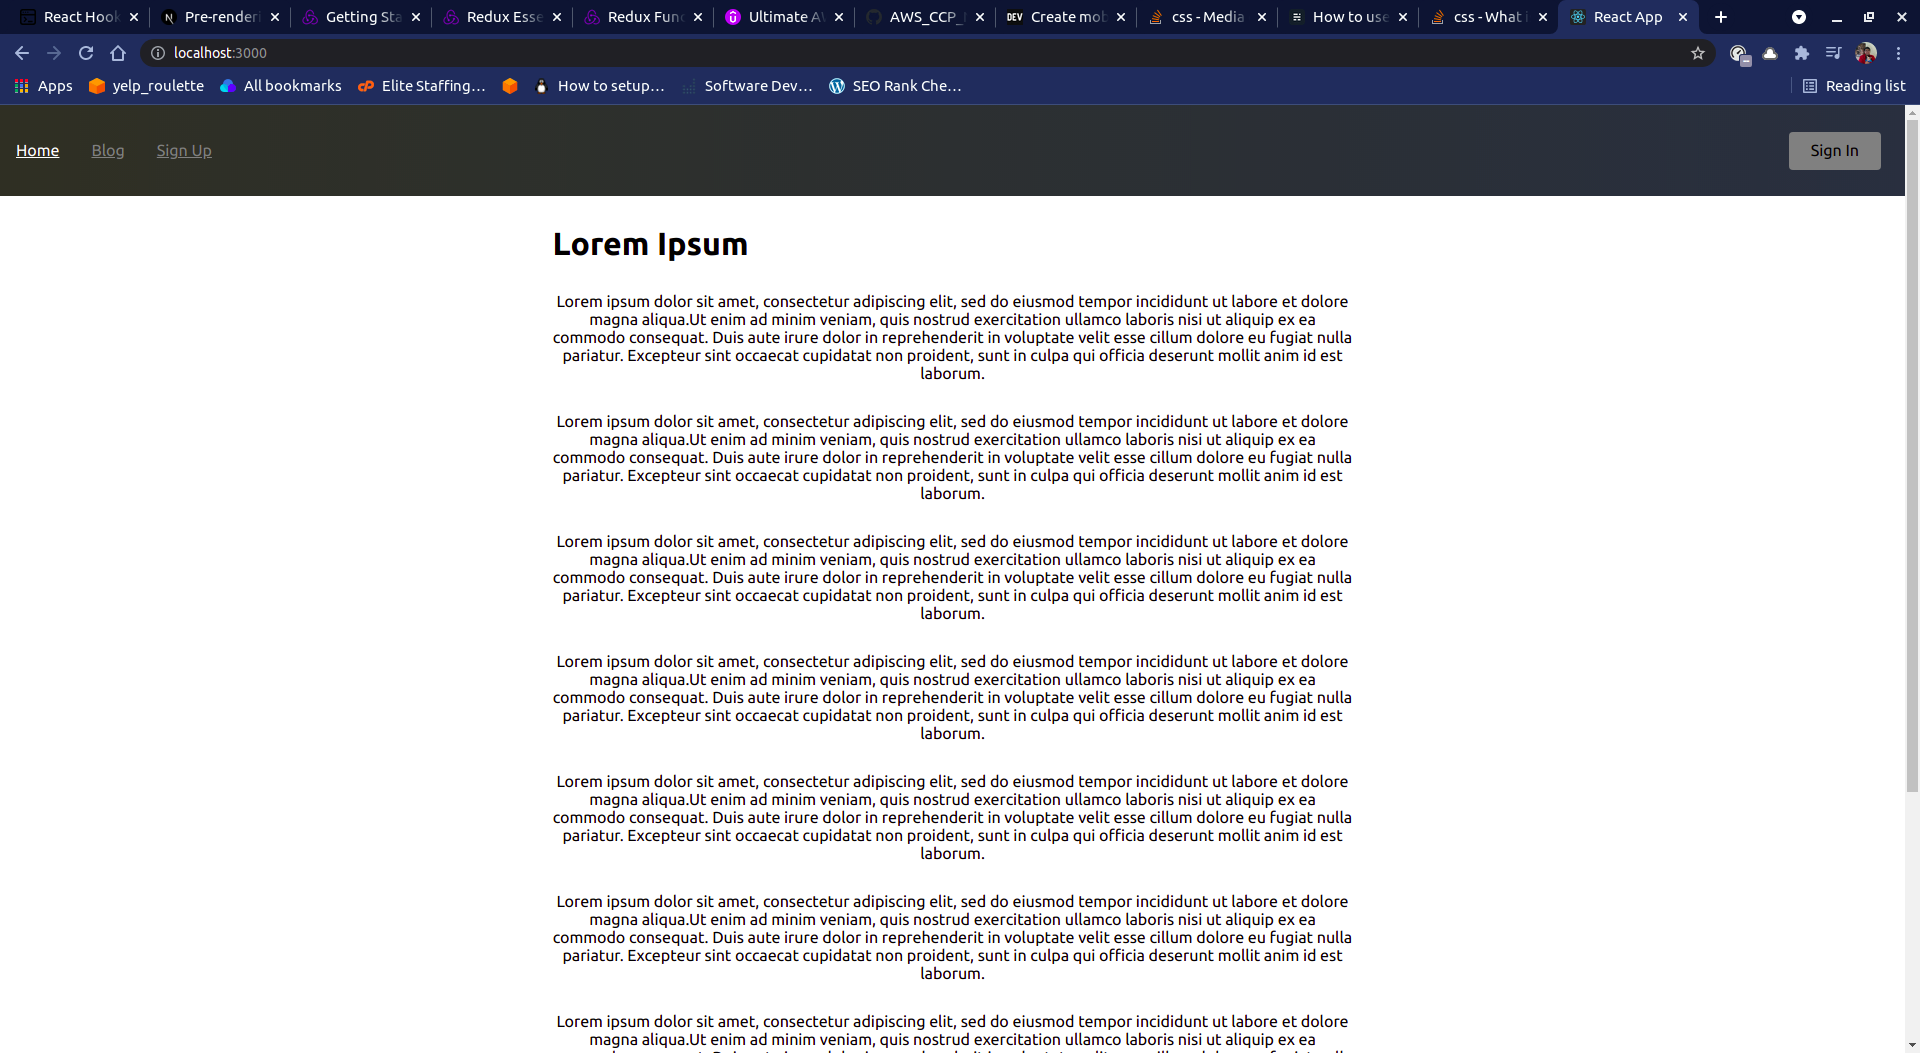 React Hook
Pre-renderi
Getting Sta
Redux Esse
Redux Fun
Ultimate A
AWS_CCP_
DEV Create mob
css - Media
How to use
css - What i
React App
localhost:3000
Apps
yelp_roulette
All bookmarks
cP Elite Staffing...
How to setup...
Software Dev...
SEO Rank Che...
Reading list
Home Blog Sign Up
Sign In
Lorem Ipsum
Lorem ipsum dolor sit amet, consectetur adipiscing elit, sed do eiusmod tempor incididunt ut labore et dolore
magna aliqua.Ut enim ad minim veniam, quis nostrud exercitation ullamco laboris nisi ut aliquip ex ea
commodo consequat. Duis aute irure dolor in reprehenderit in voluptate velit esse cillum dolore eu fugiat nulla
pariatur. Excepteur sint occaecat cupidatat non proident, sunt in culpa qui officia deserunt mollit anim id est
laborum.
Lorem ipsum dolor sit amet, consectetur adipiscing elit, sed do eiusmod tempor incididunt ut labore et dolore
magna aliqua.Ut enim ad minim veniam, quis nostrud exercitation ullamco laboris nisi ut aliquip ex ea
commodo consequat. Duis aute irure dolor in reprehenderit in voluptate velit esse cillum dolore eu fugiat nulla
pariatur. Excepteur sint occaecat cupidatat non proident, sunt in culpa qui officia deserunt mollit anim id est
laborum.
Lorem ipsum dolor sit amet, consectetur adipiscing elit, sed do eiusmod tempor incididunt ut labore et dolore
magna aliqua.Ut enim ad minim veniam, quis nostrud exercitation ullamco laboris nisi ut aliquip ex ea
commodo consequat. Duis aute irure dolor in reprehenderit in voluptate velit esse cillum dolore eu fugiat nulla
pariatur. Excepteur sint occaecat cupidatat non proident, sunt in culpa qui officia deserunt mollit anim id est
laborum.
Lorem ipsum dolor sit amet, consectetur adipiscing elit, sed do eiusmod tempor incididunt ut labore et dolore
magna aliqua.Ut enim ad minim veniam, quis nostrud exercitation ullamco laboris nisi ut aliquip ex ea
commodo consequat. Duis aute irure dolor in reprehenderit in voluptate velit esse cillum dolore eu fugiat nulla
pariatur. Excepteur sint occaecat cupidatat non proident, sunt in culpa qui officia deserunt mollit anim id est
laborum.
Lorem ipsum dolor sit amet, consectetur adipiscing elit, sed do eiusmod tempor incididunt ut labore et dolore
magna aliqua.Ut enim ad minim veniam, quis nostrud exercitation ullamco laboris nisi ut aliquip ex ea
commodo consequat. Duis aute irure dolor in reprehenderit in voluptate velit esse cillum dolore eu fugiat nulla
pariatur. Excepteur sint occaecat cupidatat non proident, sunt in culpa qui officia deserunt mollit anim id est
laborum.
Lorem ipsum dolor sit amet, consectetur adipiscing elit, sed do eiusmod tempor incididunt ut labore et dolore
magna aliqua.Ut enim ad minim veniam, quis nostrud exercitation ullamco laboris nisi ut aliquip ex ea
commodo consequat. Duis aute irure dolor in reprehenderit in voluptate velit esse cillum dolore eu fugiat nulla
pariatur. Excepteur sint occaecat cupidatat non proident, sunt in culpa qui officia deserunt mollit anim id est
laborum.
Lorem ipsum dolor sit amet, consectetur adipiscing elit, sed do eiusmod tempor incididunt ut labore et dolore
magna aliqua.Ut enim ad minim veniam, quis nostrud exercitation ullamco laboris nisi ut aliquip ex ea